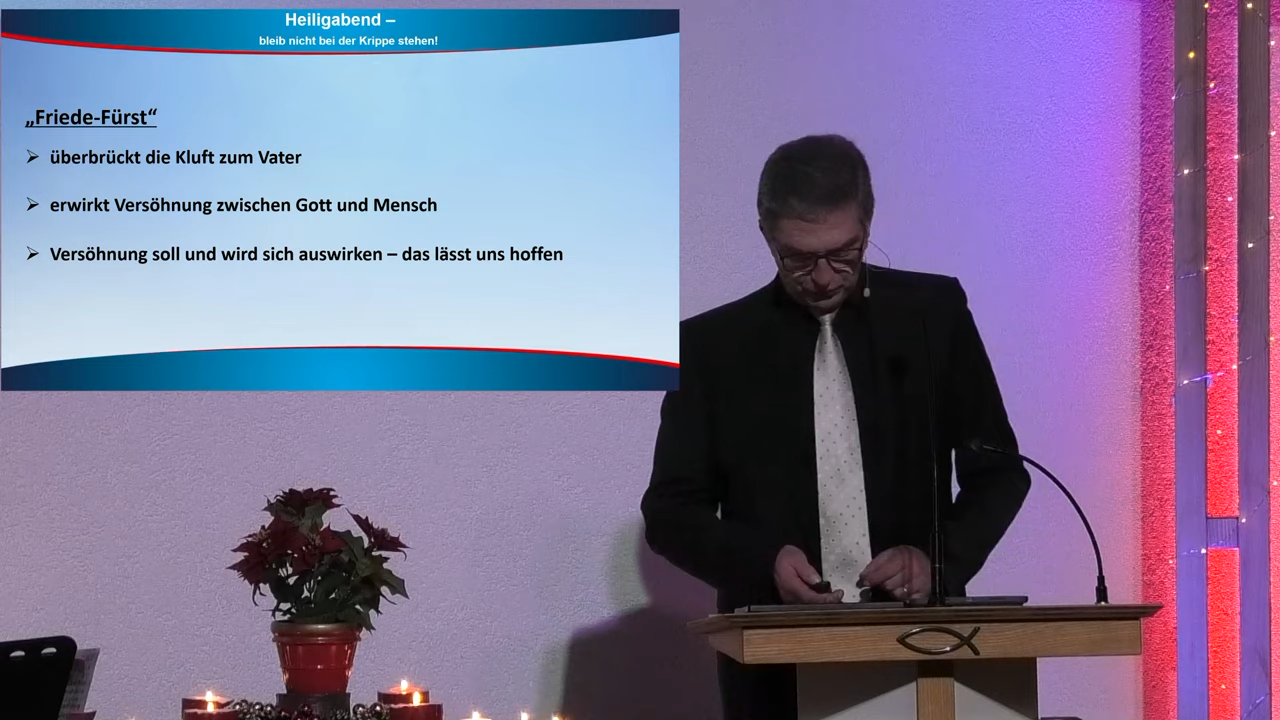 Heiligabend –
bleib nicht bei der Krippe stehen!
„Friede-Fürst“
überbrückt die Kluft zum Vater
erwirkt Versöhnung zwischen Gott und Mensch
Versöhnung soll und wird sich auswirken – das lässt uns hoffen